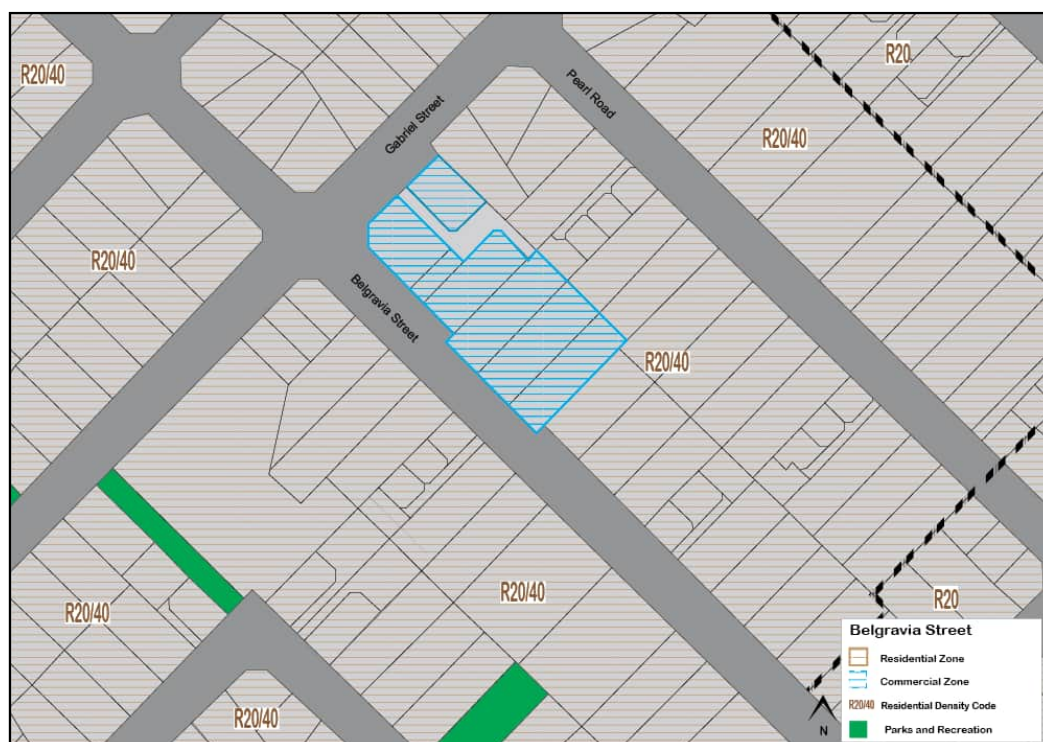 R20/40
R20
Gabriel Street
Pearl Road
R20/40
R20/40
Belgravia Street
R20/40
R20/40
R20/40
R20
R20/40
Belgravia Street
Residential Zone
Commercial Zone
R20/40 Residential Density Code
Parks and Recreation
N